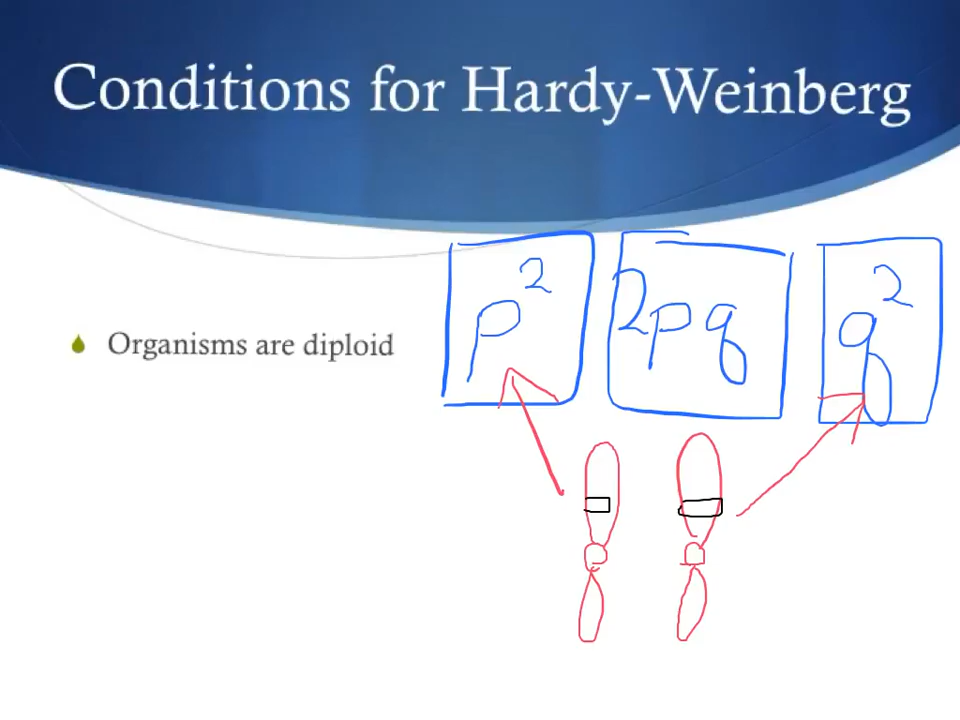 Conditions for Hardy-Weinberg
p² 2pq q²
Organisms are diploid